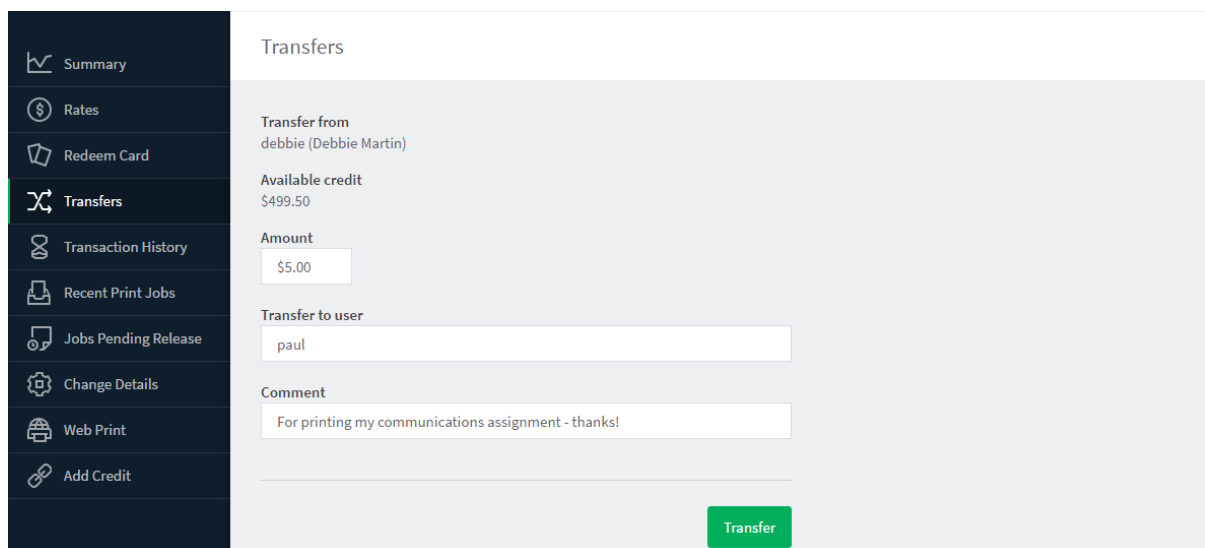 Summary
Rates
Redeem Card
Transfers
Transaction History
Recent Print Jobs
Jobs Pending Release
Change Details
Web Print
Add Credit
Transfers
Transfer from
debbie (Debbie Martin)
Available credit
$499.50
Amount
$5.00
Transfer to user
paul
Comment
For printing my communications assignment - thanks!
Transfer